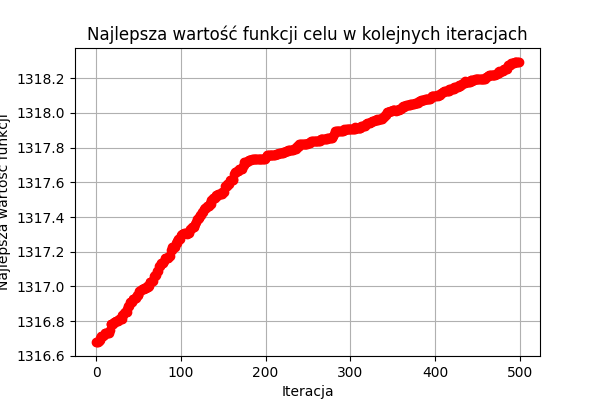 Najlepsza wartość funkcji celu w kolejnych iteracjach
Najlepsza wartość funkcji
1318.2
1318.0
1317.8
1317.6
1317.4
1317.2
1317.0
1316.8
1316.6
0 100 200 300 400 500
Iteracja